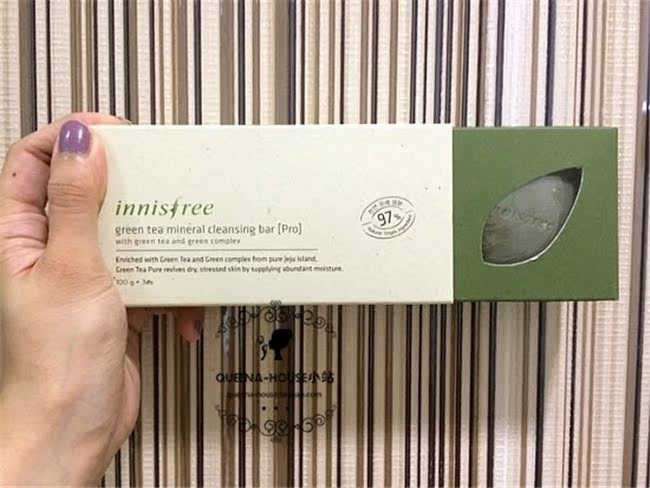 innisfree
green tea mineral cleansing bar [Pro]
with green tea and green complex
Enriched with Green Tea and Green complex from pure Jeju Island,
Green Tea Pure revives dry, stressed skin by supplying abundant moisture.
100 g * 3ea
97%
innisfree
QUEENA-HOUSE小站